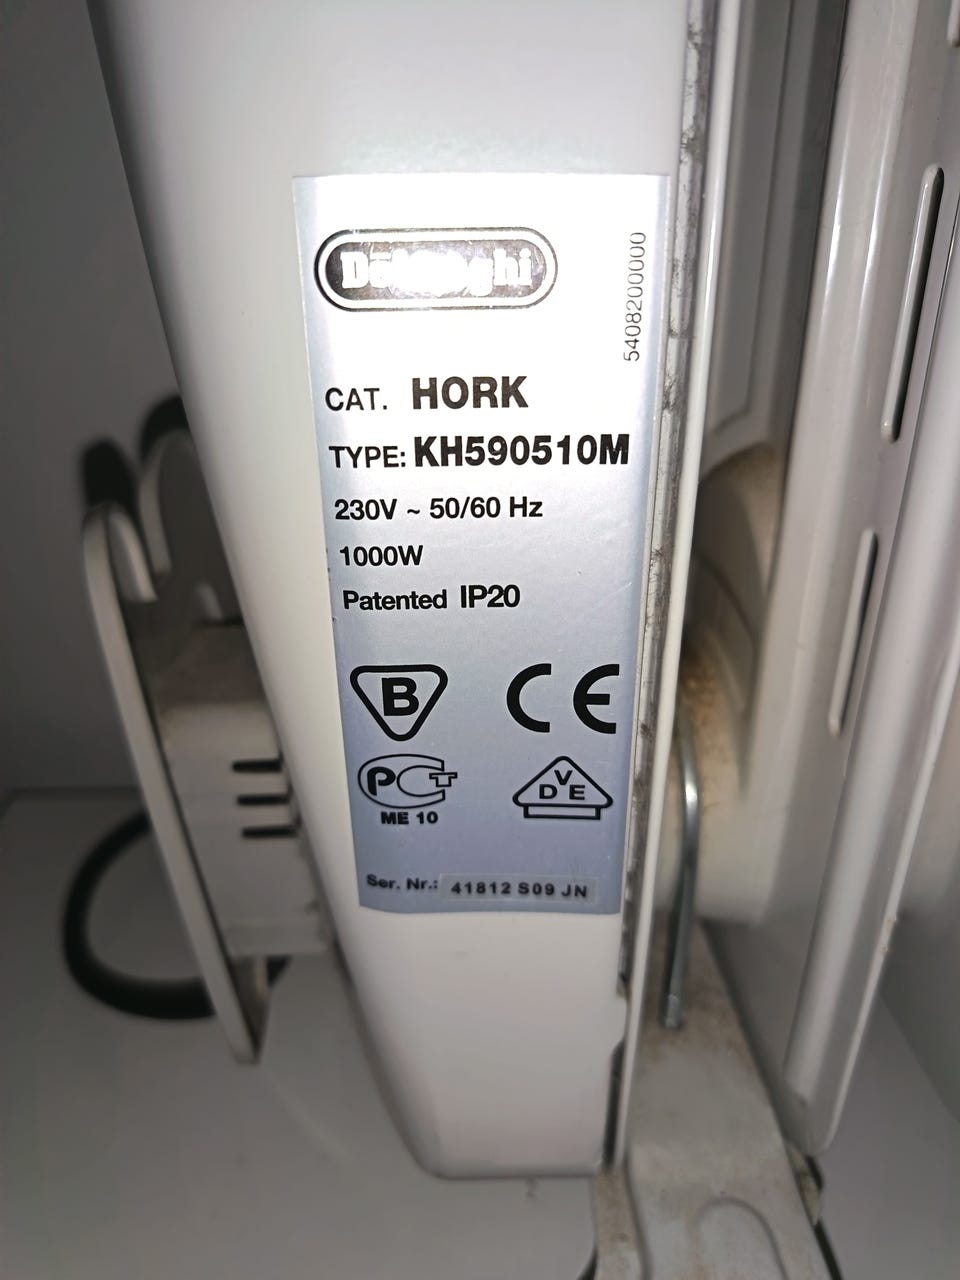 DeLonghi
5408200000
CAT. HORK
TYPE: KH590510M
230V ~ 50/60 Hz
1000W
Patented IP20
B
CE
PCT
ME 10
VDE
Ser. Nr.: 41812 S09 JN